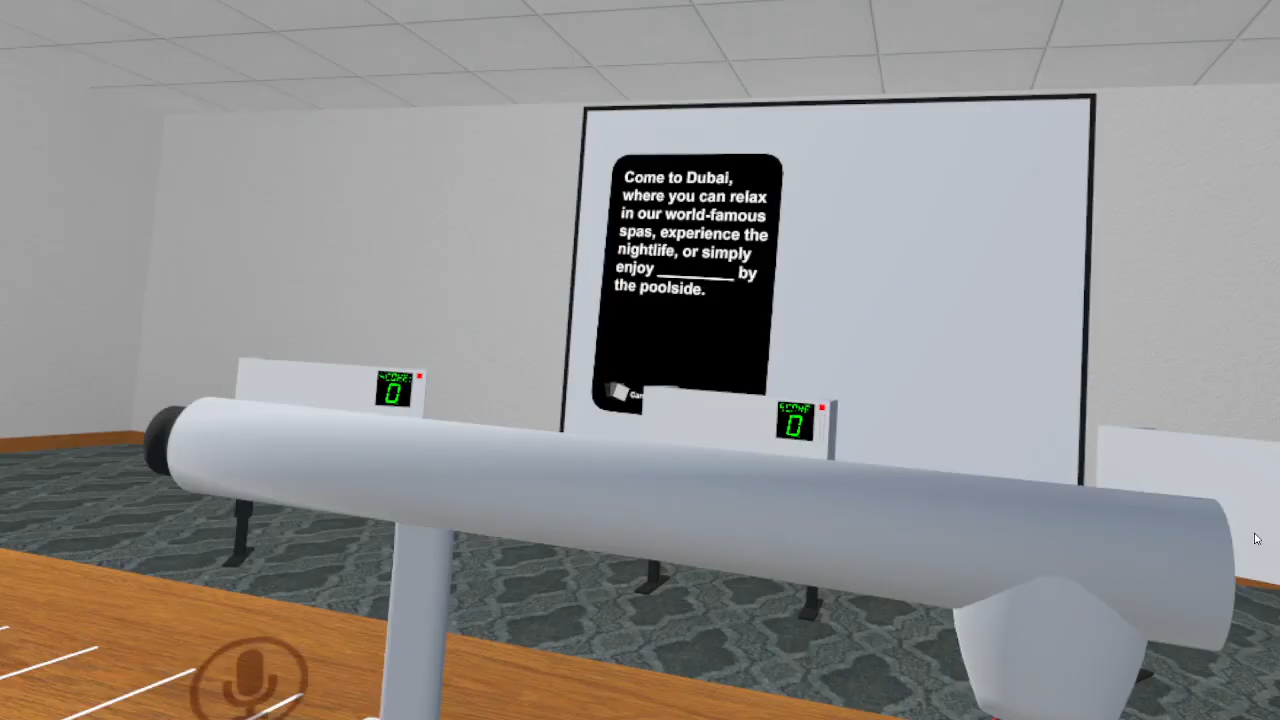 Come to Dubai,
where you can relax
in our world-famous
spas, experience the
nightlife, or simply
enjoy _________ by
the poolside.
SCORE:
0
SCORE
0